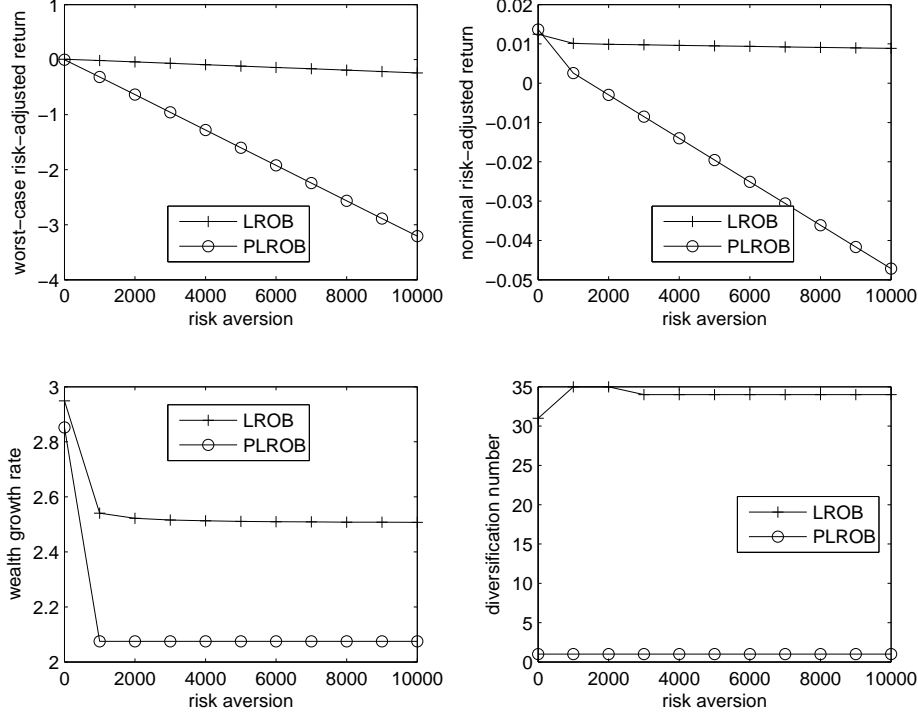 1
0
−1
−2
−3
−4
worst−case risk−adjusted return
LROB
PLROB
0 2000 4000 6000 8000 10000
risk aversion
0.02
0.01
0
−0.01
−0.02
−0.03
−0.04
−0.05
nominal risk−adjusted return
LROB
PLROB
0 2000 4000 6000 8000 10000
risk aversion
3
2.8
2.6
2.4
2.2
2
wealth growth rate
LROB
PLROB
0 2000 4000 6000 8000 10000
risk aversion
35
30
25
20
15
10
5
0
diversification number
LROB
PLROB
0 2000 4000 6000 8000 10000
risk aversion